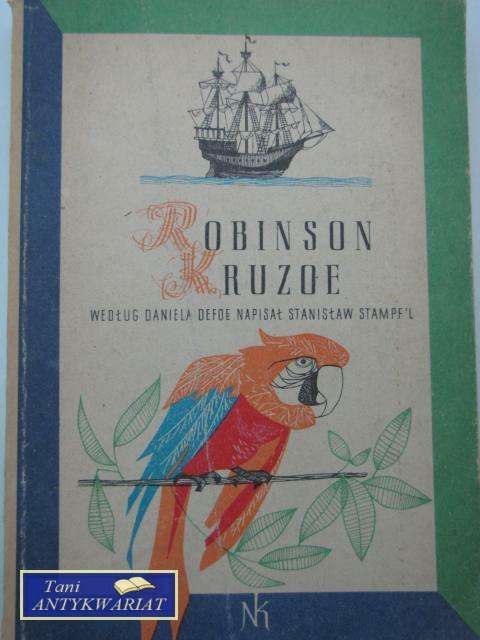 ROBINSON
KRUZOE
WEDŁUG DANIELA DEFOE NAPISAŁ STANISŁAW STAMPF'L
Tani
ANTYKWARIAT
NK